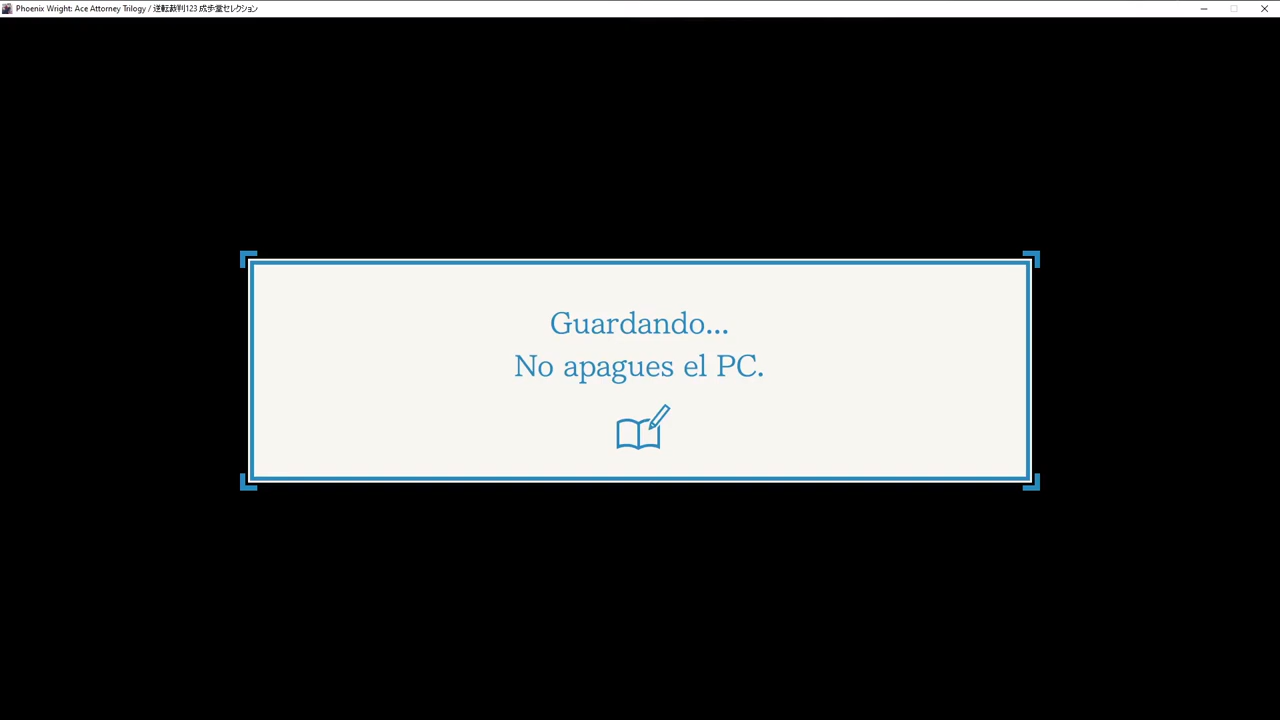 Phoenix Wright: Ace Attorney Trilogy / 逆転裁判123 成歩堂セレクション
Guardando...
No apagues el PC.